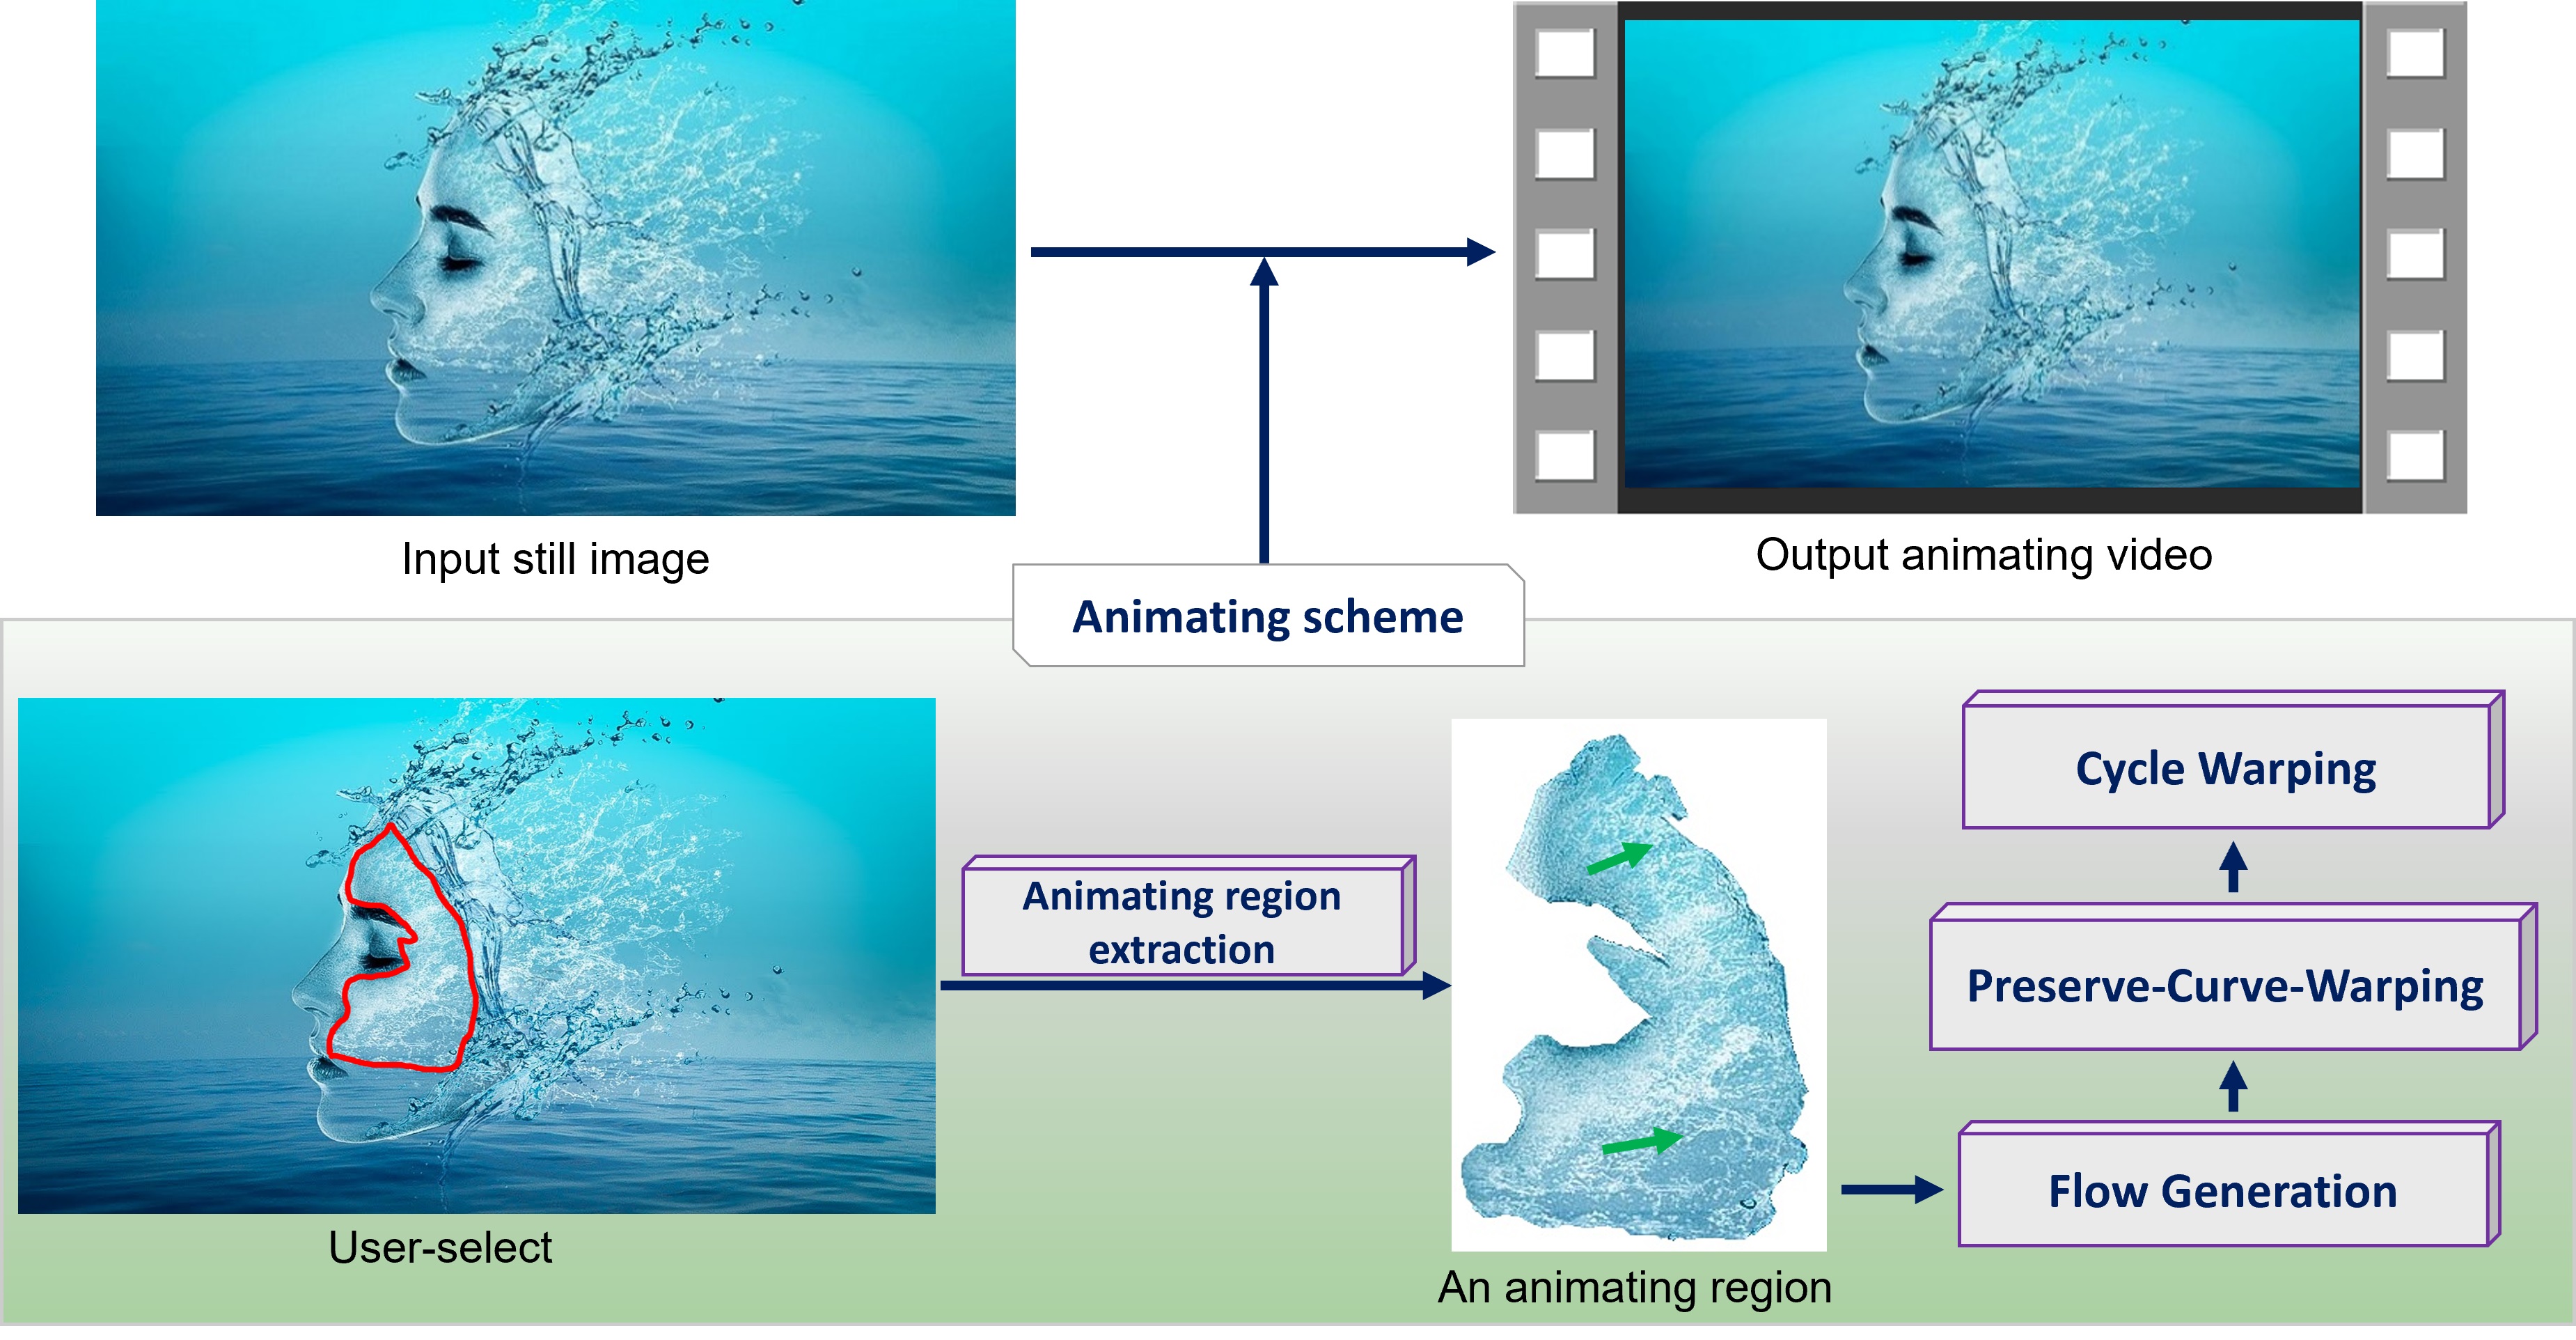 Input still image
Output animating video
Animating scheme
Animating region
extraction
Cycle Warping
Preserve-Curve-Warping
Flow Generation
User-select
An animating region